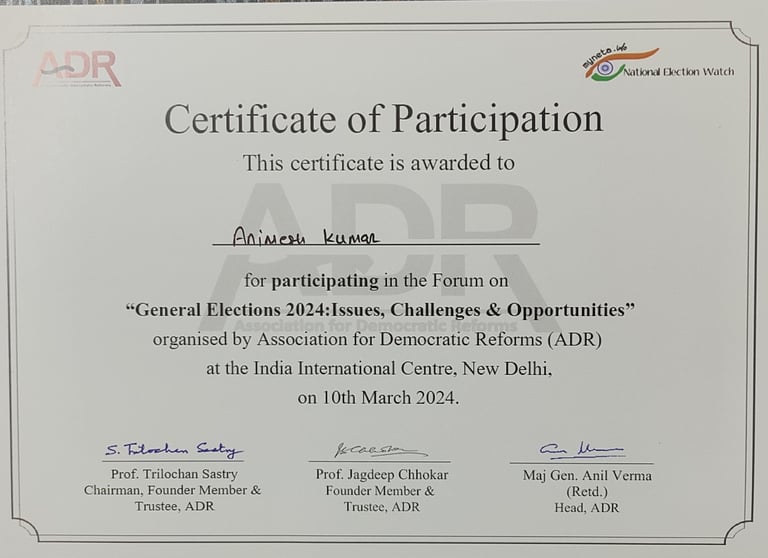 ADR
myneta.info
National Election Watch
Certificate of Participation
This certificate is awarded to
ADR
Animesh Kumar
for participating in the Forum on
“General Elections 2024:Issues, Challenges & Opportunities”
Association for Democratic Reforms
organised by Association for Democratic Reforms (ADR)
at the India International Centre, New Delhi,
on 10th March 2024.
S. Trilochan Sastry
Prof. Trilochan Sastry
Chairman, Founder Member &
Trustee, ADR
Prof. Jagdeep Chhokar
Founder Member &
Trustee, ADR
Maj Gen. Anil Verma
(Retd.)
Head, ADR